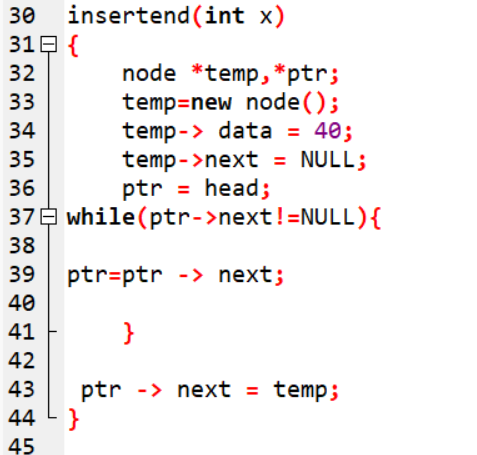 30 insertend(int x)
31 {
32 node *temp,*ptr;
33 temp=new node();
34 temp-> data = 40;
35 temp->next = NULL;
36 ptr = head;
37 while(ptr->next!=NULL){
38
39 ptr=ptr -> next;
40
41 }
42
43 ptr -> next = temp;
44 }
45